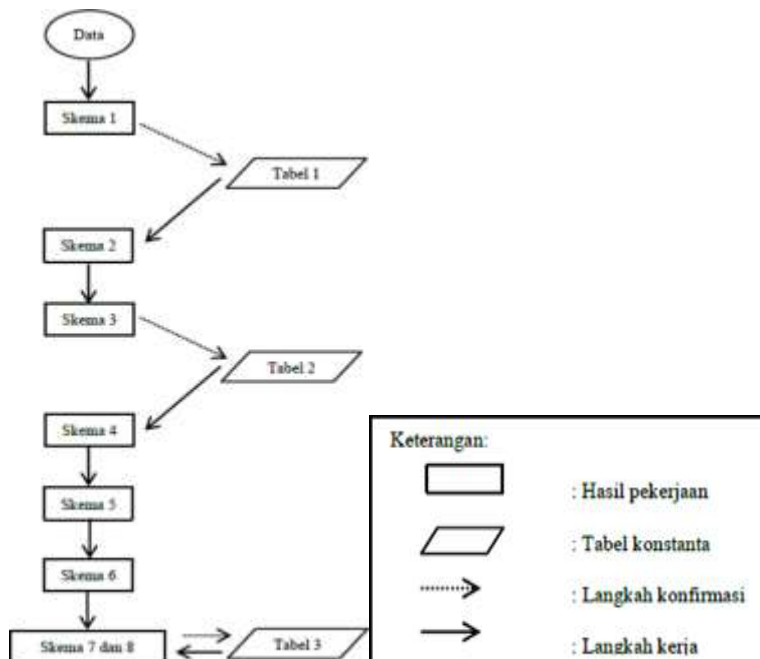 Data
Skema 1
Tabel 1
Skema 2
Skema 3
Tabel 2
Skema 4
Skema 5
Skema 6
Skema 7 dan 8
Tabel 3
Keterangan:
: Hasil pekerjaan
: Tabel konstanta
: Langkah konfirmasi
: Langkah kerja